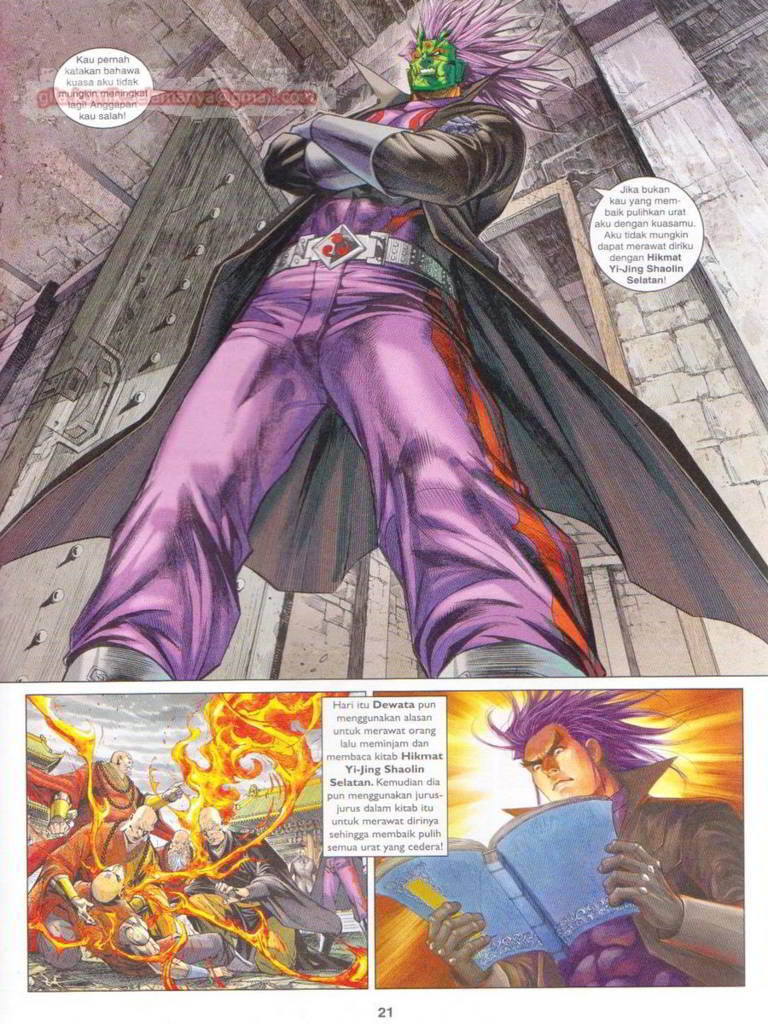 Kau pernah
katakan bahawa
kuasa aku tidak
mungkin meningkat
lagi! Anggapan
kau salah!
Jika bukan
kau yang mem-
baik pulihkan urat
aku dengan kuasamu.
Aku tidak mungkin
dapat merawat diriku
dengan Hikmat
Yi-Jing Shaolin
Selatan!
Hari itu Dewata pun
menggunakan alasan
untuk merawat orang
lalu meminjam dan
membaca kitab Hikmat
Yi-Jing Shaolin
Selatan. Kemudian dia
pun menggunakan jurus-
jurus dalam kitab itu
untuk merawat dirinya
sehingga membaik pulih
semua urat yang cedera!
21